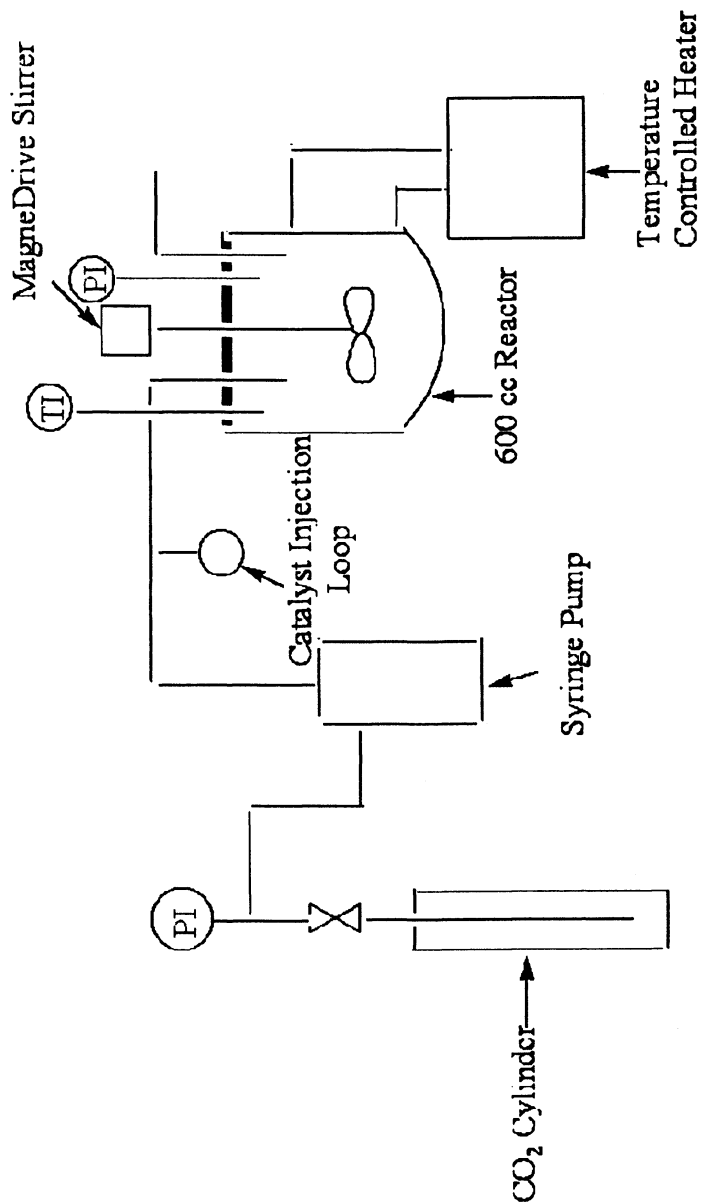 MagneDrive Stirrer
PI
TI
PI
Catalyst Injection
Loop
600 cc Reactor
Temperature
Controlled Heater
Syringe Pump
CO₂ Cylinder